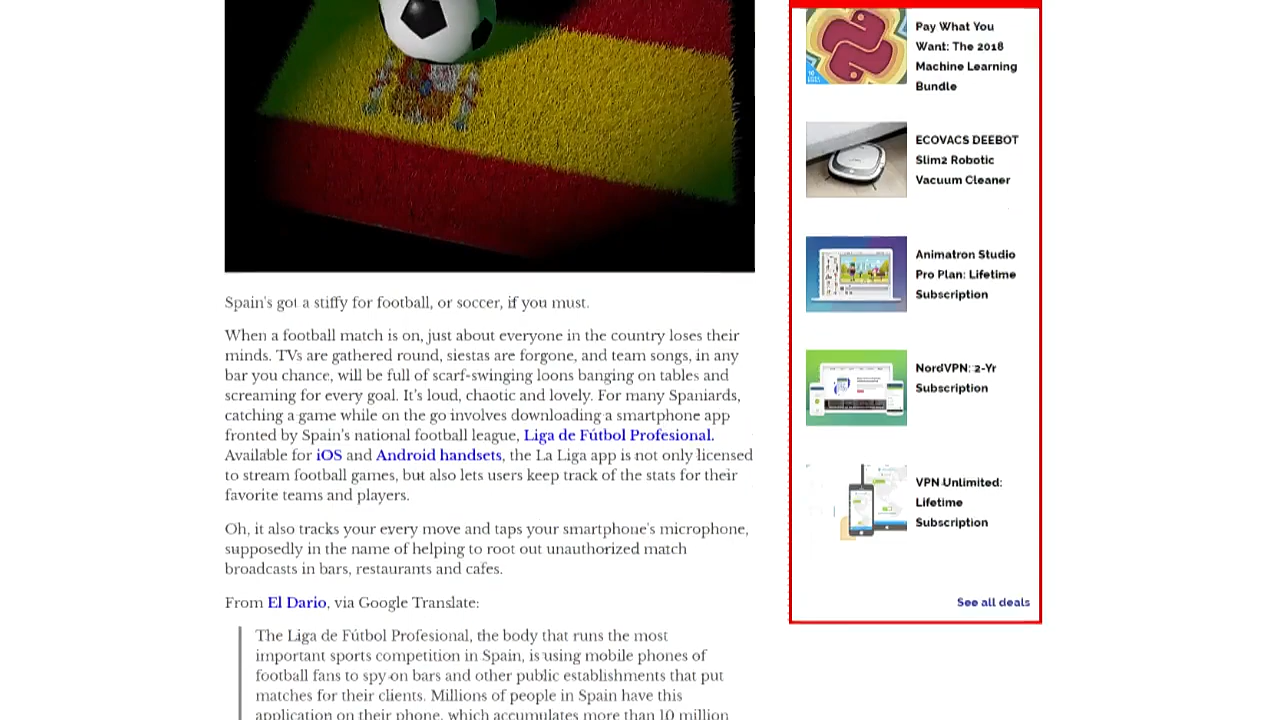 Spain's got a stiffy for football, or soccer, if you must.
When a football match is on, just about everyone in the country loses their
minds. TVs are gathered round, siestas are forgone, and team songs, in any
bar you chance, will be full of scarf-swinging loons banging on tables and
screaming for every goal. It's loud, chaotic and lovely. For many Spaniards,
catching a game while on the go involves downloading a smartphone app
fronted by Spain's national football league, Liga de Fútbol Profesional.
Available for iOS and Android handsets, the La Liga app is not only licensed
to stream football games, but also lets users keep track of the stats for their
favorite teams and players.
Oh, it also tracks your every move and taps your smartphone's microphone,
supposedly in the name of helping to root out unauthorized match
broadcasts in bars, restaurants and cafes.
From El Dario, via Google Translate:
The Liga de Fútbol Profesional, the body that runs the most
important sports competition in Spain, is using mobile phones of
football fans to spy on bars and other public establishments that put
matches for their clients. Millions of people in Spain have this
application on their phone, which accumulates more than 10 million
Pay What You
Want: The 2018
Machine Learning
Bundle
ECOVACS DEEBOT
Slim2 Robotic
Vacuum Cleaner
Animatron Studio
Pro Plan: Lifetime
Subscription
NordVPN: 2-Yr
Subscription
VPN Unlimited:
Lifetime
Subscription
See all deals